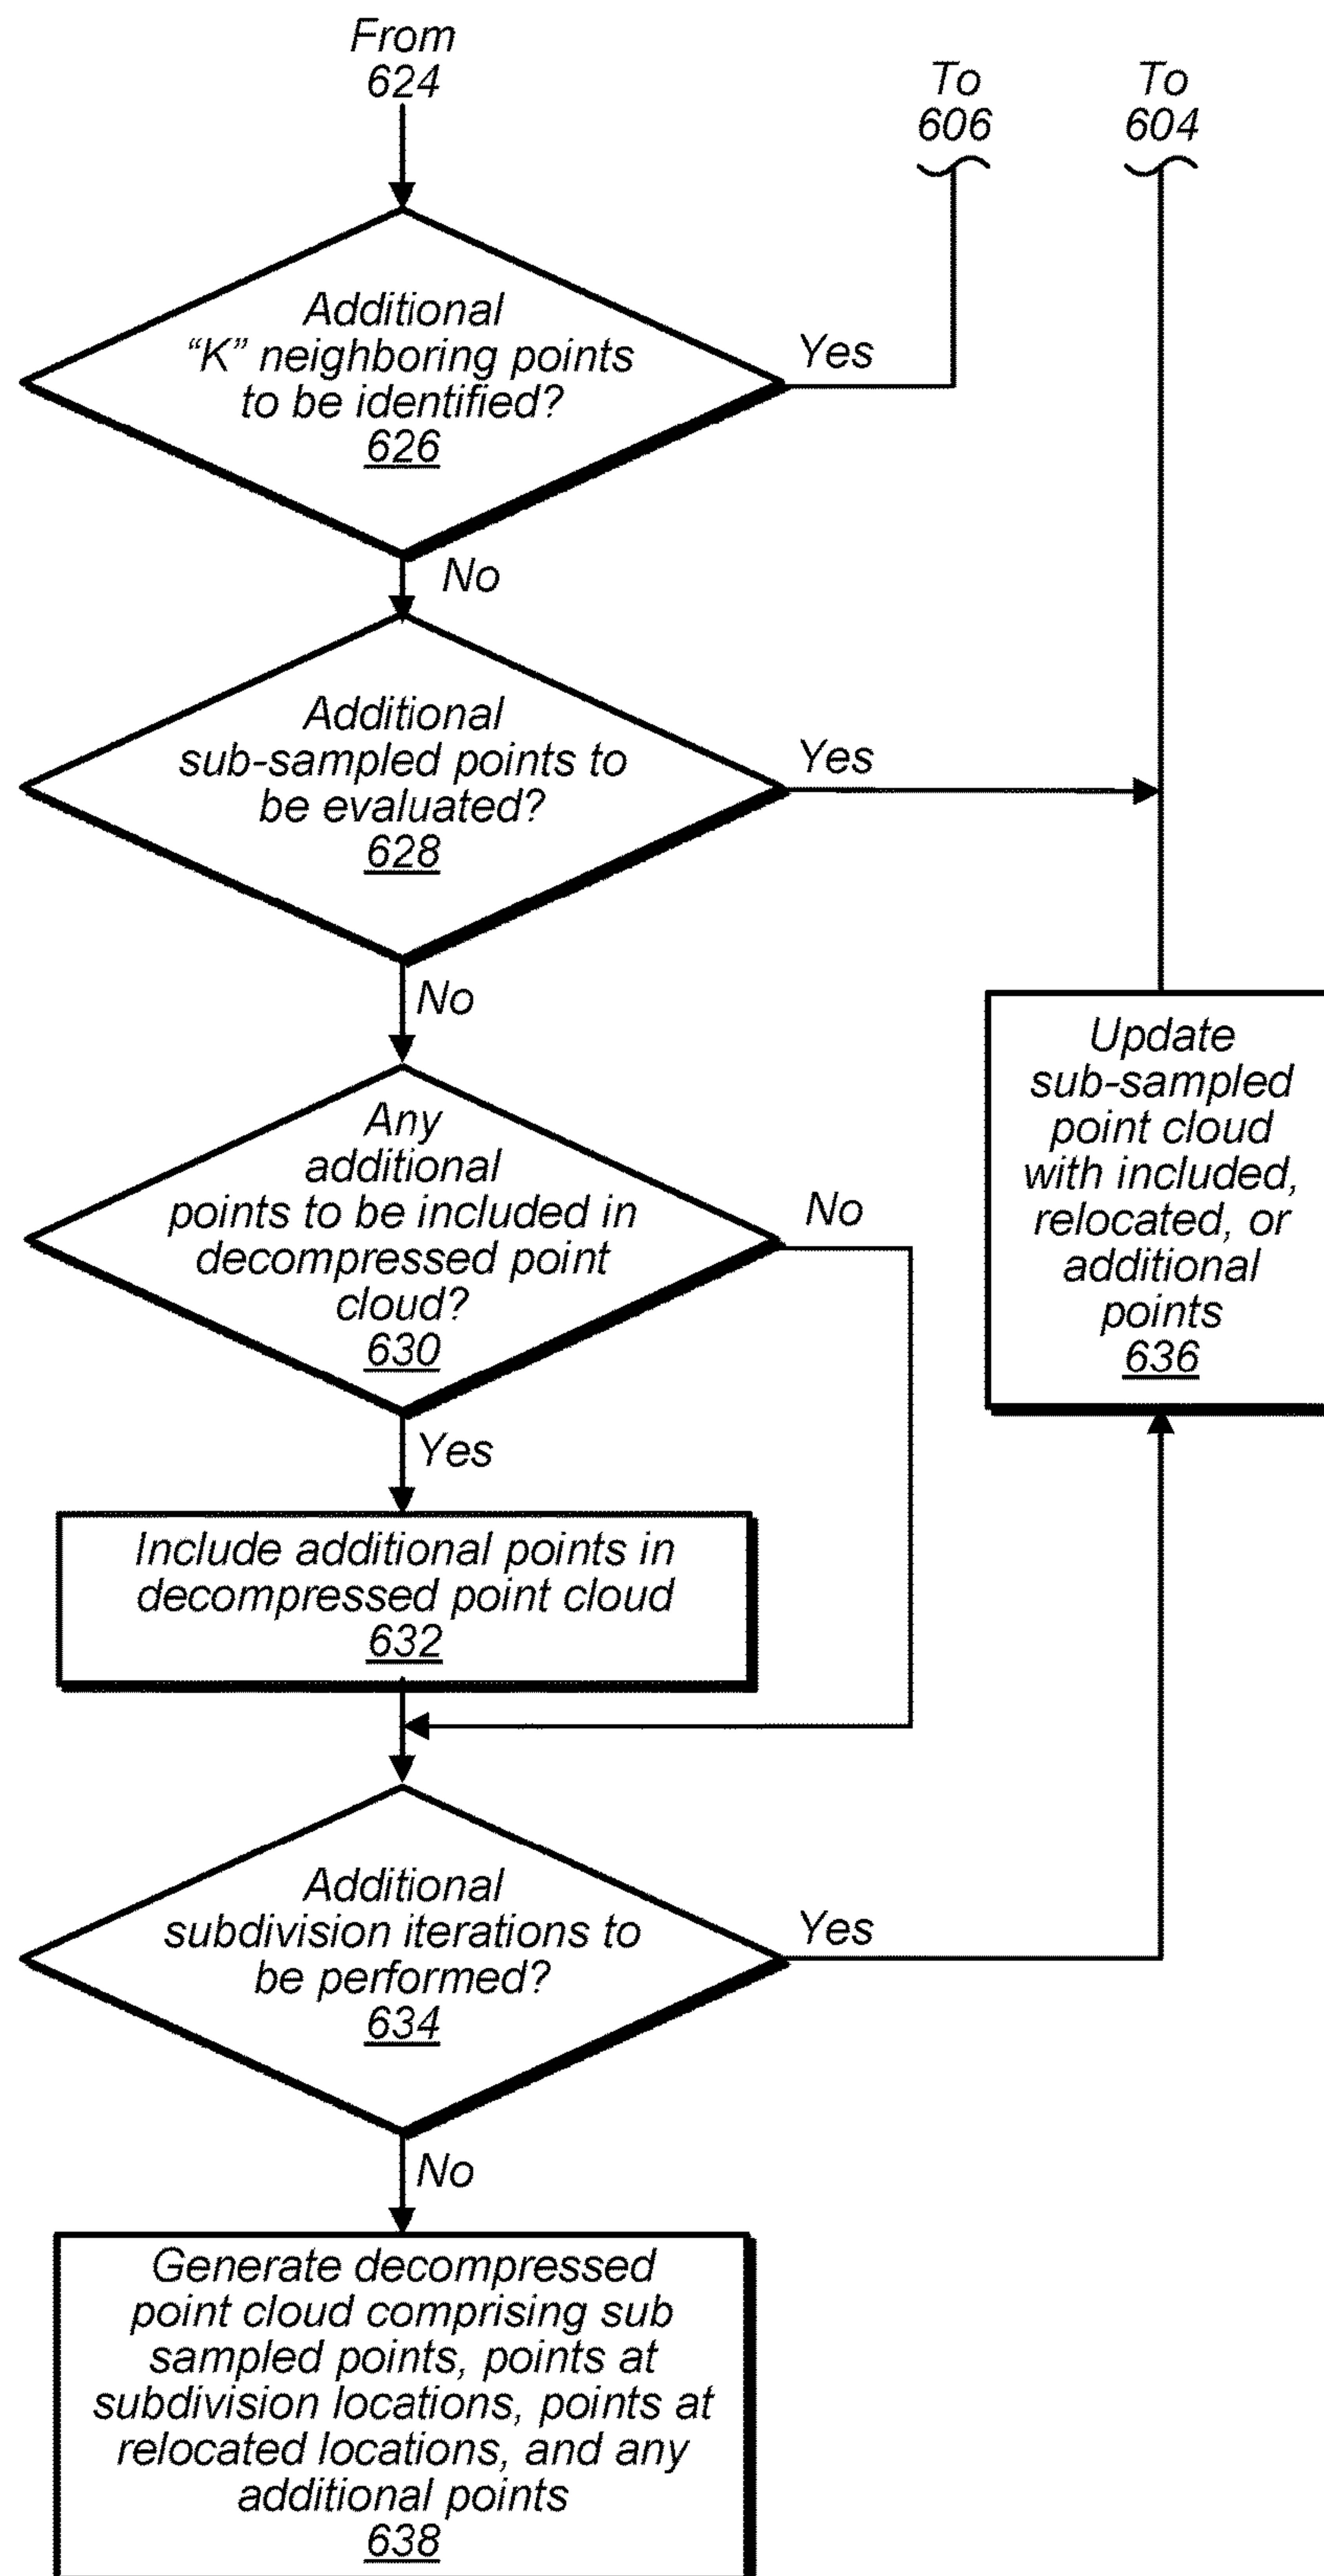 From
624
To
606
To
604
Additional
“K” neighboring points
to be identified?
626
Yes
No
Additional
sub-sampled points to
be evaluated?
628
Yes
No
Any
additional
points to be included in
decompressed point
cloud?
630
No
Yes
Update
sub-sampled
point cloud
with included,
relocated, or
additional
points
636
Include additional points in
decompressed point cloud
632
Additional
subdivision iterations to
be performed?
634
Yes
No
Generate decompressed
point cloud comprising sub
sampled points, points at
subdivision locations, points at
relocated locations, and any
additional points
638